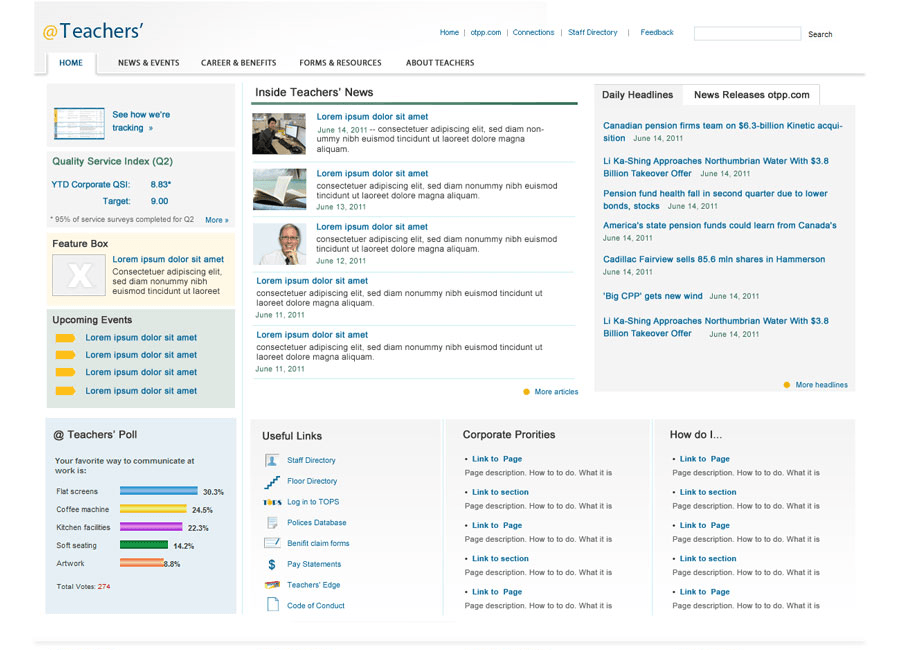 @Teachers’
Home | otpp.com | Connections | Staff Directory | Feedback
Search
HOME NEWS & EVENTS CAREER & BENEFITS FORMS & RESOURCES ABOUT TEACHERS
See how we're
tracking »
Quality Service Index (Q2)
YTD Corporate QSI: 8.83*
Target: 9.00
* 95% of service surveys completed for Q2 More »
Feature Box
Lorem ipsum dolor sit amet
Consectetuer adipiscing elit,
sed diam nonummy nibh
euismod tincidunt ut laoreet
Upcoming Events
Lorem ipsum dolor sit amet
Lorem ipsum dolor sit amet
Lorem ipsum dolor sit amet
Lorem ipsum dolor sit amet
@ Teachers’ Poll
Your favorite way to communicate at
work is:
Flat screens 30.3%
Coffee machine 24.5%
Kitchen facilities 22.3%
Soft seating 14.2%
Artwork 8.8%
Total Votes: 274
Inside Teachers’ News
Lorem ipsum dolor sit amet
June 14, 2011 -- consectetuer adipiscing elit, sed diam non-
ummy nibh euismod tincidunt ut laoreet dolore magna
aliquam.
Lorem ipsum dolor sit amet
consectetuer adipiscing elit, sed diam nonummy nibh euismod
tincidunt ut laoreet dolore magna aliquam.
June 13, 2011
Lorem ipsum dolor sit amet
consectetuer adipiscing elit, sed diam nonummy nibh euismod
tincidunt ut laoreet dolore magna aliquam.
June 12, 2011
Lorem ipsum dolor sit amet
consectetuer adipiscing elit, sed diam nonummy nibh euismod tincidunt ut
laoreet dolore magna aliquam.
June 11, 2011
Lorem ipsum dolor sit amet
consectetuer adipiscing elit, sed diam nonummy nibh euismod tincidunt ut
laoreet dolore magna aliquam.
June 11, 2011
More articles
Daily Headlines News Releases otpp.com
Canadian pension firms team on $6.3-billion Kinetic acqui-
sition June 14, 2011
Li Ka-Shing Approaches Northumbrian Water With $3.8
Billion Takeover Offer June 14, 2011
Pension fund health fall in second quarter due to lower
bonds, stocks June 14, 2011
America's state pension funds could learn from Canada's
June 14, 2011
Cadillac Fairview sells 85.6 mln shares in Hammerson
June 14, 2011
'Big CPP' gets new wind June 14, 2011
Li Ka-Shing Approaches Northumbrian Water With $3.8
Billion Takeover Offer June 14, 2011
More headlines
Useful Links
Staff Directory
Floor Directory
Log in to TOPS
Polices Database
Benifit claim forms
Pay Statements
Teachers' Edge
Code of Conduct
Corporate Prorities
• Link to Page
Page description. How to to do. What it is
• Link to section
Page description. How to to do. What it is
• Link to Page
Page description. How to to do. What it is
• Link to section
Page description. How to to do. What it is
• Link to Page
Page description. How to to do. What it is
How do I...
• Link to Page
Page description. How to to do. What it is
• Link to section
Page description. How to to do. What it is
• Link to Page
Page description. How to to do. What it is
• Link to section
Page description. How to to do. What it is
• Link to Page
Page description. How to to do. What it is